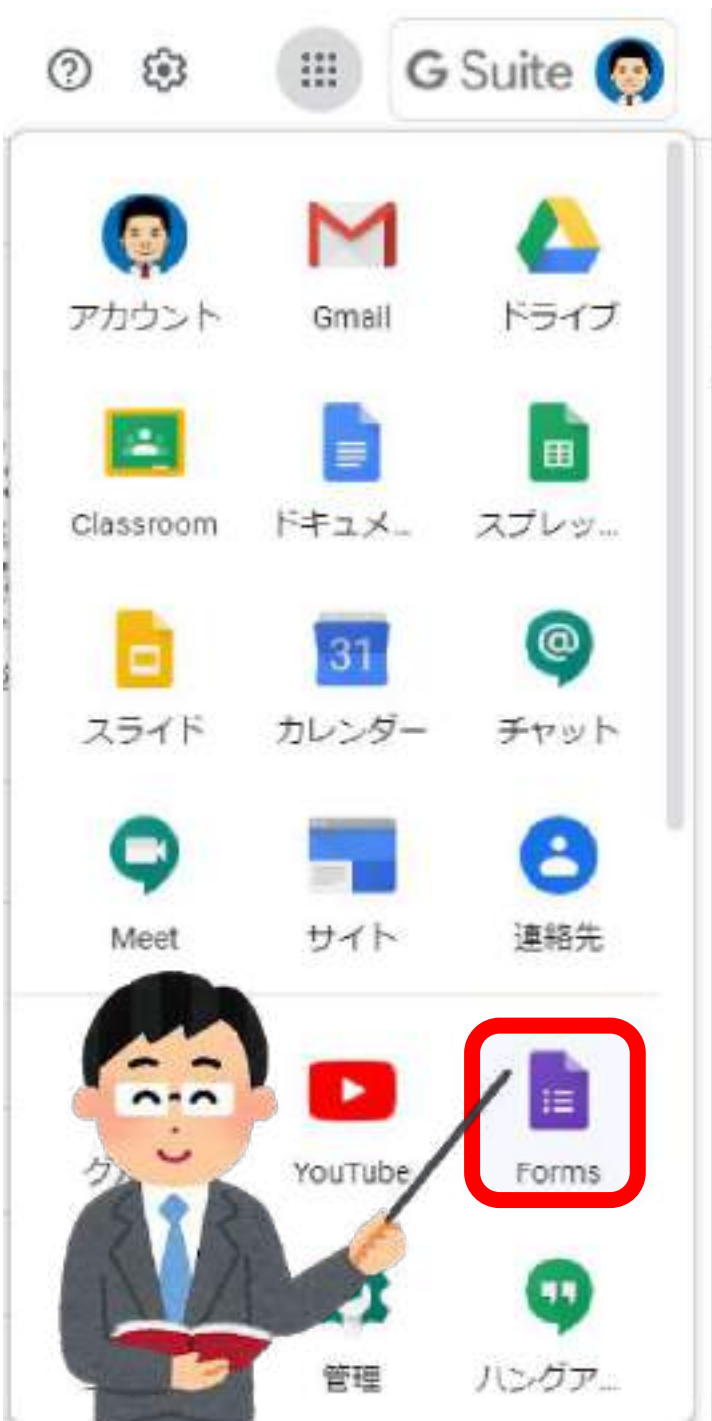 G Suite
アカウント Gmail ドライブ
Classroom ドキュメ... スプレッ...
スライド 31 カレンダー チャット
Meet サイト 連絡先
YouTube Forms
管理 ハングア...